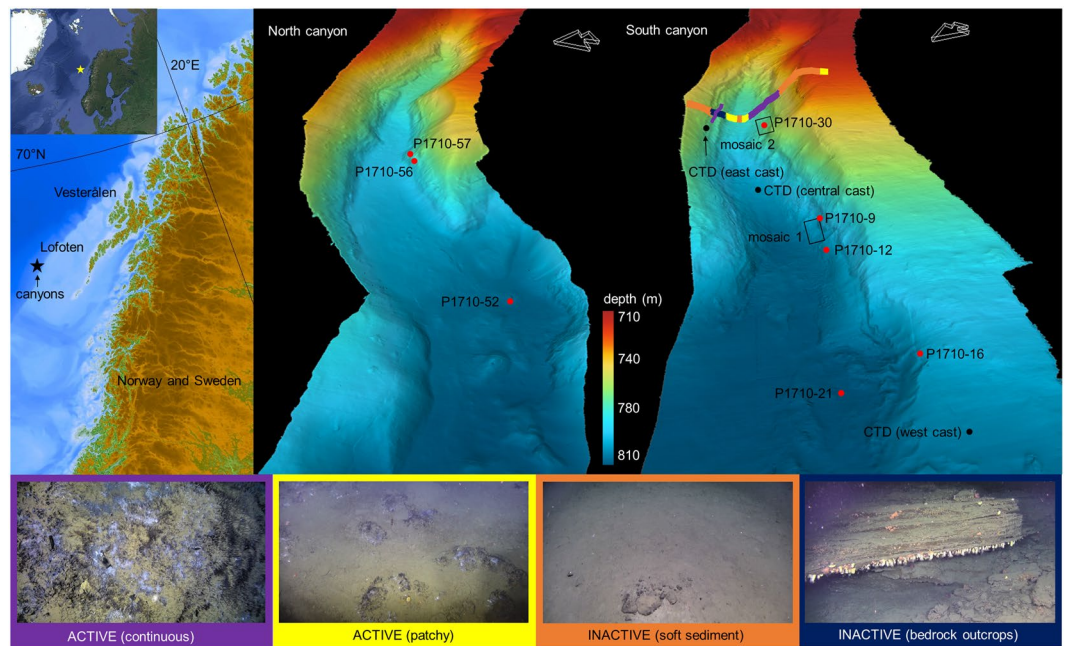 North canyon
South canyon
20°E
70°N
Vesterålen
Lofoten
canyons
Norway and Sweden
P1710-57
P1710-56
P1710-52
depth (m)
710
740
780
810
P1710-30
mosaic 2
CTD (east cast)
CTD (central cast)
P1710-9
mosaic 1
P1710-12
P1710-16
P1710-21
CTD (west cast)
ACTIVE (continuous)
ACTIVE (patchy)
INACTIVE (soft sediment)
INACTIVE (bedrock outcrops)